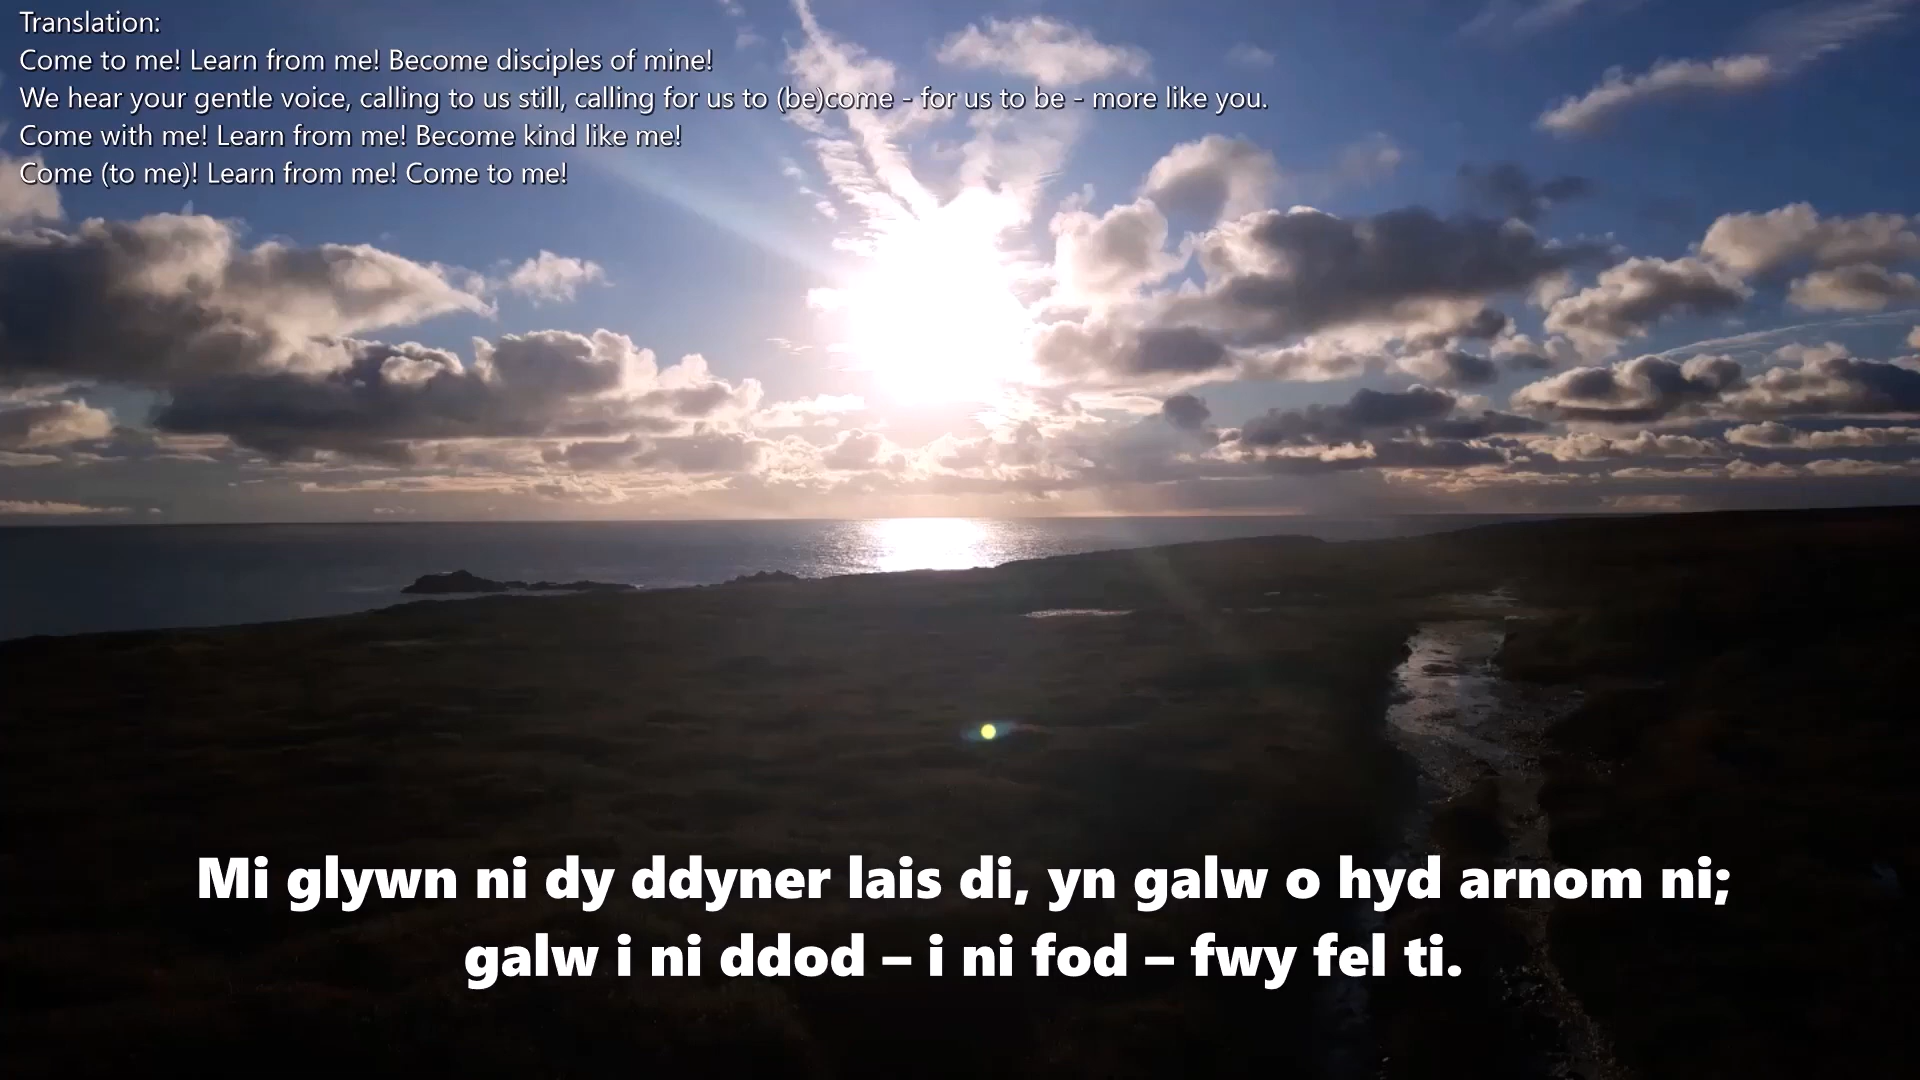 Translation:
Come to me! Learn from me! Become disciples of mine!
We hear your gentle voice, calling to us still, calling for us to (be)come - for us to be - more like you.
Come with me! Learn from me! Become kind like me!
Come (to me)! Learn from me! Come to me!
Mi glywn ni dy ddyner lais di, yn galw o hyd arnom ni;
galw i ni ddod – i ni fod – fwy fel ti.